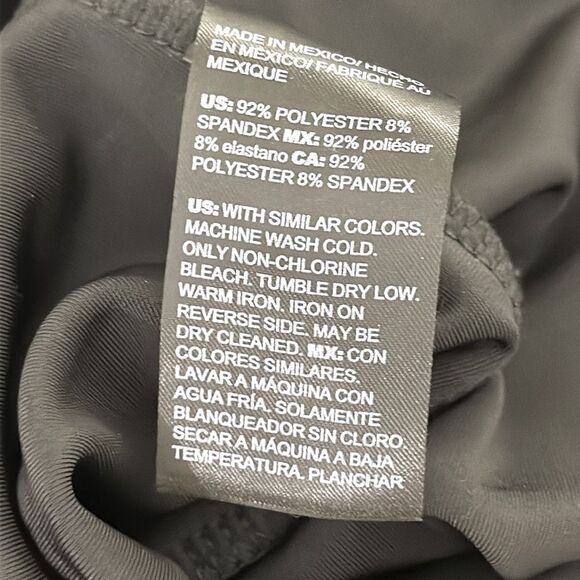 MADE IN MEXICO/ HECHO
EN MÉXICO/ FABRIQUÉ AU
MEXIQUE
US: 92% POLYESTER 8%
SPANDEX MX: 92% poliéster
8% elastano CA: 92%
POLYESTER 8% SPANDEX
US: WITH SIMILAR COLORS.
MACHINE WASH COLD.
ONLY NON-CHLORINE
BLEACH. TUMBLE DRY LOW.
WARM IRON. IRON ON
REVERSE SIDE. MAY BE
DRY CLEANED. MX: CON
COLORES SIMILARES.
LAVAR A MÁQUINA CON
AGUA FRÍA. SOLAMENTE
BLANQUEADOR SIN CLORO.
SECAR A MÁQUINA A BAJA
TEMPERATURA. PLANCHAR